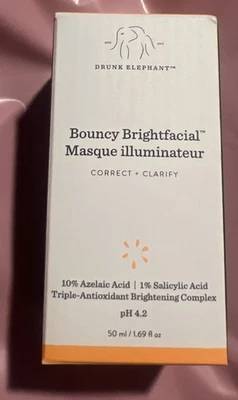 DRUNK ELEPHANT™
Bouncy Brightfacial™
Masque illuminateur
CORRECT + CLARIFY
10% Azelaic Acid | 1% Salicylic Acid
Triple-Antioxidant Brightening Complex
pH 4.2
50 ml / 1.69 fl oz